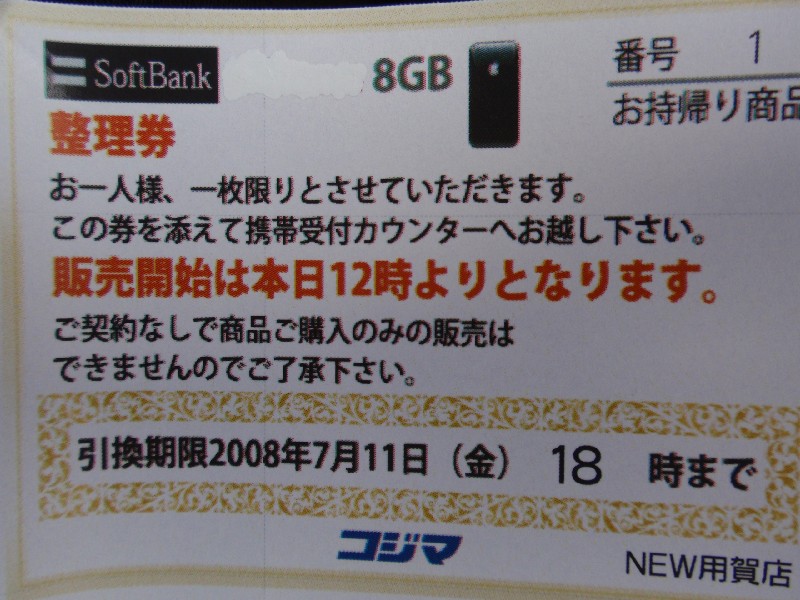 SoftBank 8GB
番号 1
整理券
お持帰り商品
お一人様、一枚限りとさせていただきます。
この券を添えて携帯受付カウンターへお越し下さい。
販売開始は本日12時よりとなります。
ご契約なしで商品ご購入のみの販売は
できませんのでご了承下さい。
引換期限2008年7月11日（金） 18 時まで
コジマ
NEW用賀店